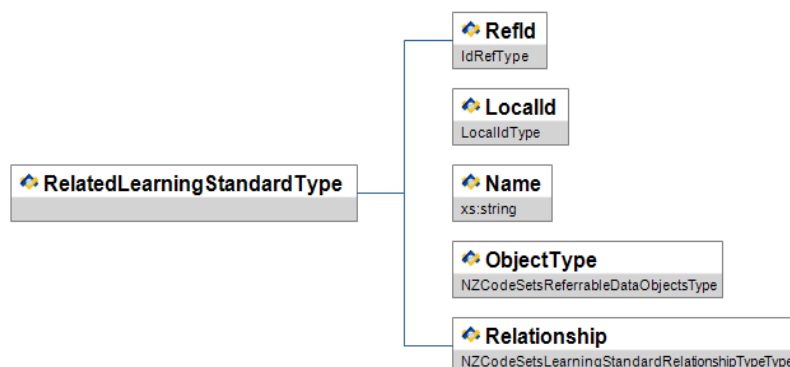 RefId
IdRefType
LocalId
LocalIdType
RelatedLearningStandardType
Name
xs:string
ObjectType
NZCodeSetsReferrableDataObjectsType
Relationship
NZCodeSetsLearningStandardRelationshipTypeType